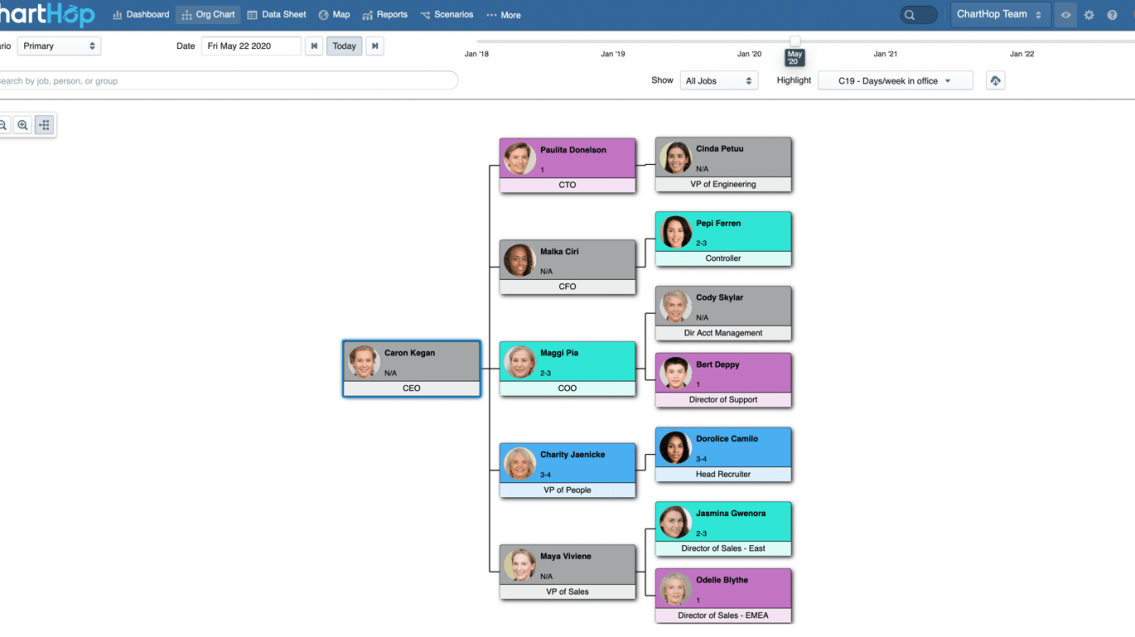 hartHop Dashboard Org Chart Data Sheet Map Reports Scenarios More ChartHop Team
rio Primary Date Fri May 22 2020 Today
Jan '18 Jan '19 Jan '20 Jan '21 Jan '22
May
'20
earch by job, person, or group Show All Jobs Highlight C19 - Days/week in office
Caron Kegan
N/A
CEO
Paulita Donelson
1
CTO
Cinda Petuu
N/A
VP of Engineering
Malka Ciri
N/A
CFO
Pepi Ferren
2-3
Controller
Maggi Pia
2-3
COO
Cody Skylar
N/A
Dir Acct Management
Bert Deppy
1
Director of Support
Charity Jaenicke
3-4
VP of People
Dorolice Camilo
3-4
Head Recruiter
Maya Viviene
N/A
VP of Sales
Jasmina Gwenora
2-3
Director of Sales - East
Odelle Blythe
1
Director of Sales - EMEA